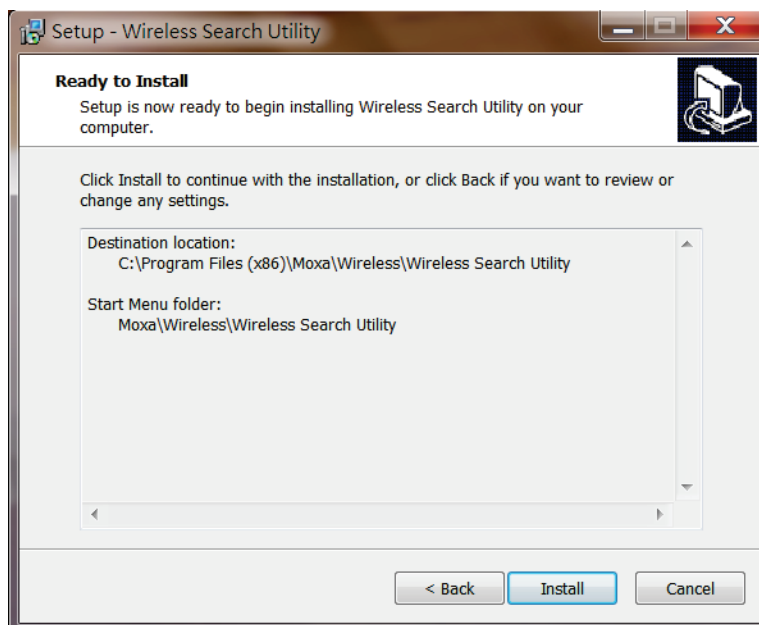 Setup - Wireless Search Utility
Ready to Install
Setup is now ready to begin installing Wireless Search Utility on your
computer.
Click Install to continue with the installation, or click Back if you want to review or
change any settings.
Destination location:
C:\Program Files (x86)\Moxa\Wireless\Wireless Search Utility
Start Menu folder:
Moxa\Wireless\Wireless Search Utility
< Back
Install
Cancel